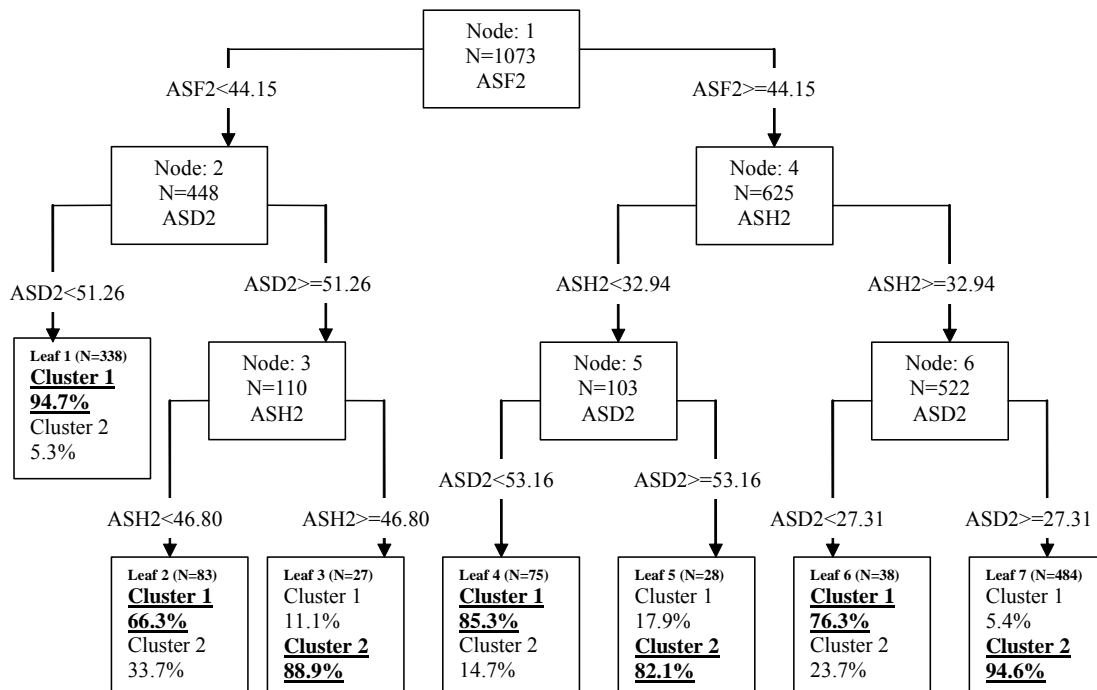 Node: 1
N=1073
ASF2
ASF2<44.15
ASF2>=44.15
Node: 2
N=448
ASD2
Node: 4
N=625
ASH2
ASD2<51.26
ASD2>=51.26
ASH2<32.94
ASH2>=32.94
Leaf 1 (N=338)
Cluster 1
94.7%
Cluster 2
5.3%
Node: 3
N=110
ASH2
Node: 5
N=103
ASD2
Node: 6
N=522
ASD2
ASH2<46.80
ASH2>=46.80
ASD2<53.16
ASD2>=53.16
ASD2<27.31
ASD2>=27.31
Leaf 2 (N=83)
Cluster 1
66.3%
Cluster 2
33.7%
Leaf 3 (N=27)
Cluster 1
11.1%
Cluster 2
88.9%
Leaf 4 (N=75)
Cluster 1
85.3%
Cluster 2
14.7%
Leaf 5 (N=28)
Cluster 1
17.9%
Cluster 2
82.1%
Leaf 6 (N=38)
Cluster 1
76.3%
Cluster 2
23.7%
Leaf 7 (N=484)
Cluster 1
5.4%
Cluster 2
94.6%